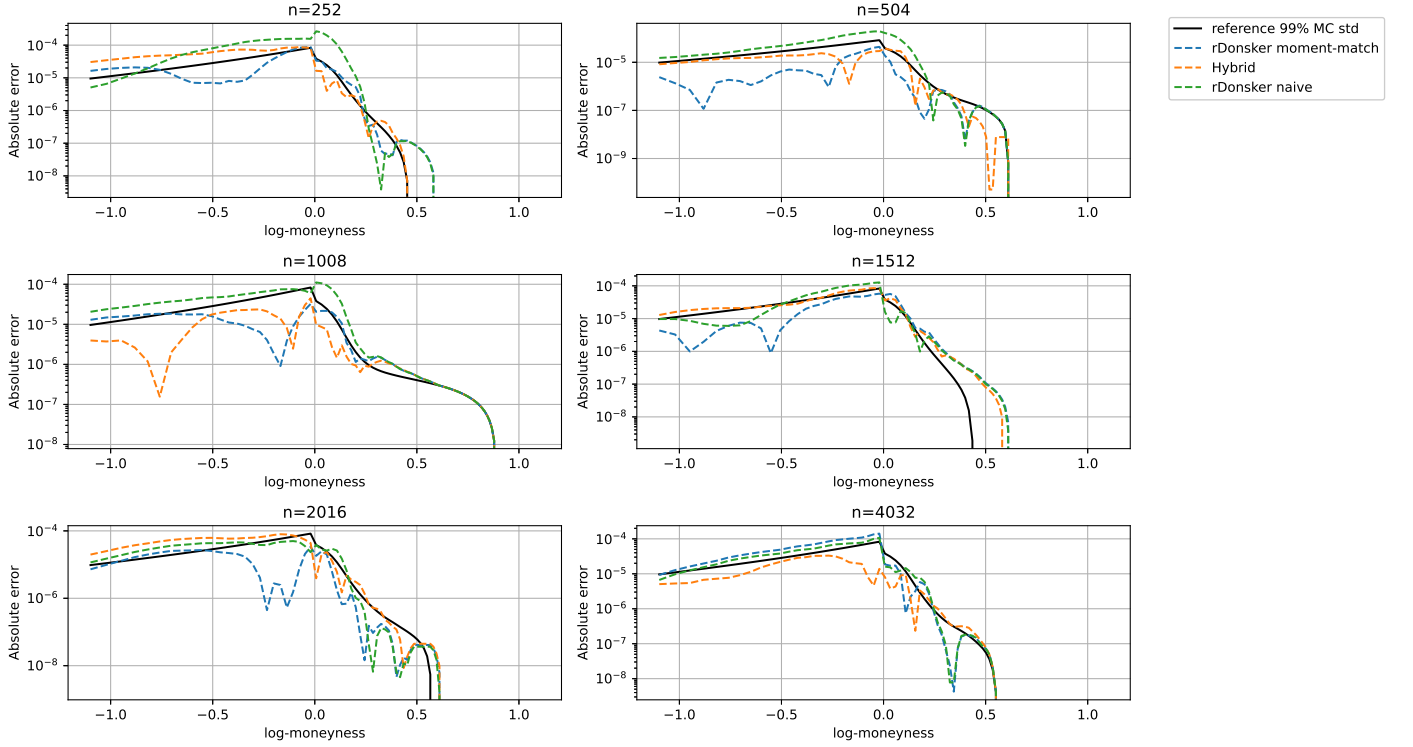 n=252
Absolute error
10⁻⁴
10⁻⁵
10⁻⁶
10⁻⁷
10⁻⁸
−1.0 −0.5 0.0 0.5 1.0
log-moneyness
n=504
Absolute error
10⁻⁵
10⁻⁷
10⁻⁹
−1.0 −0.5 0.0 0.5 1.0
log-moneyness
reference 99% MC std
rDonsker moment-match
Hybrid
rDonsker naive
n=1008
Absolute error
10⁻⁴
10⁻⁵
10⁻⁶
10⁻⁷
10⁻⁸
−1.0 −0.5 0.0 0.5 1.0
log-moneyness
n=1512
Absolute error
10⁻⁴
10⁻⁵
10⁻⁶
10⁻⁷
10⁻⁸
−1.0 −0.5 0.0 0.5 1.0
log-moneyness
n=2016
Absolute error
10⁻⁴
10⁻⁶
10⁻⁸
−1.0 −0.5 0.0 0.5 1.0
log-moneyness
n=4032
Absolute error
10⁻⁴
10⁻⁵
10⁻⁶
10⁻⁷
10⁻⁸
−1.0 −0.5 0.0 0.5 1.0
log-moneyness